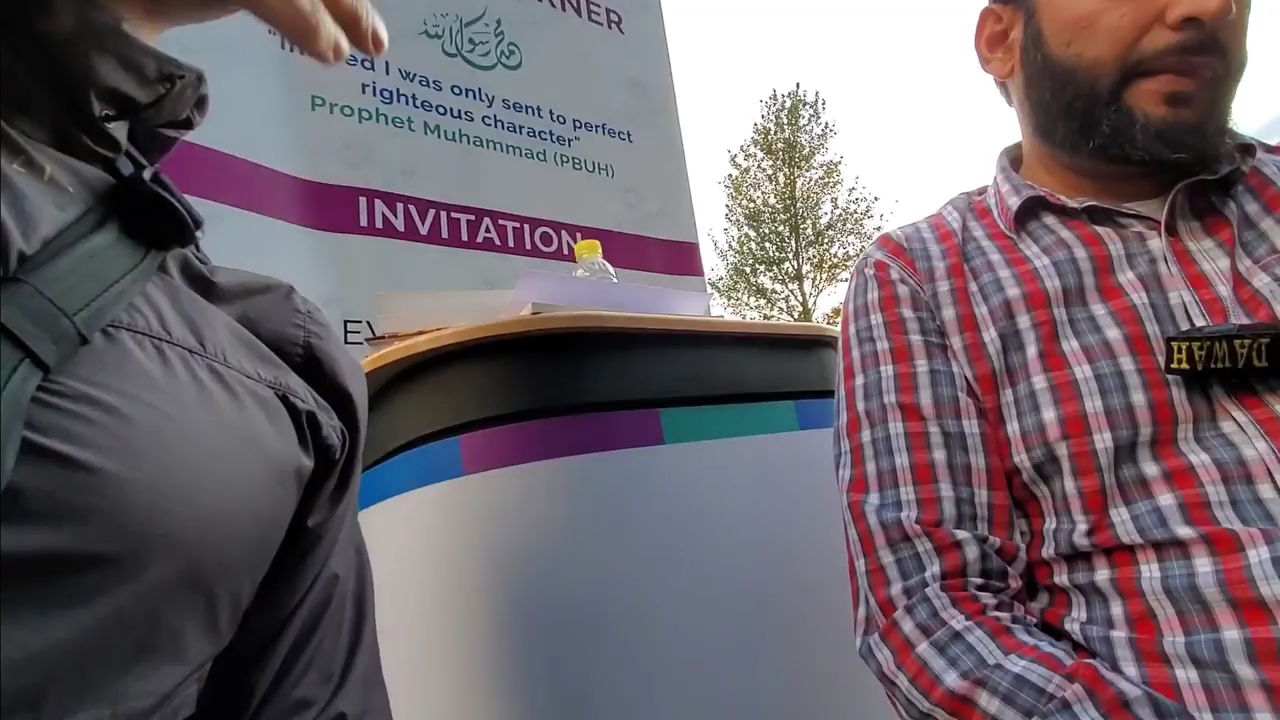 RNER
محمد رسول الله
ed I was only sent to perfect
righteous character"
Prophet Muhammad (PBUH)
INVITATION
DAWAH